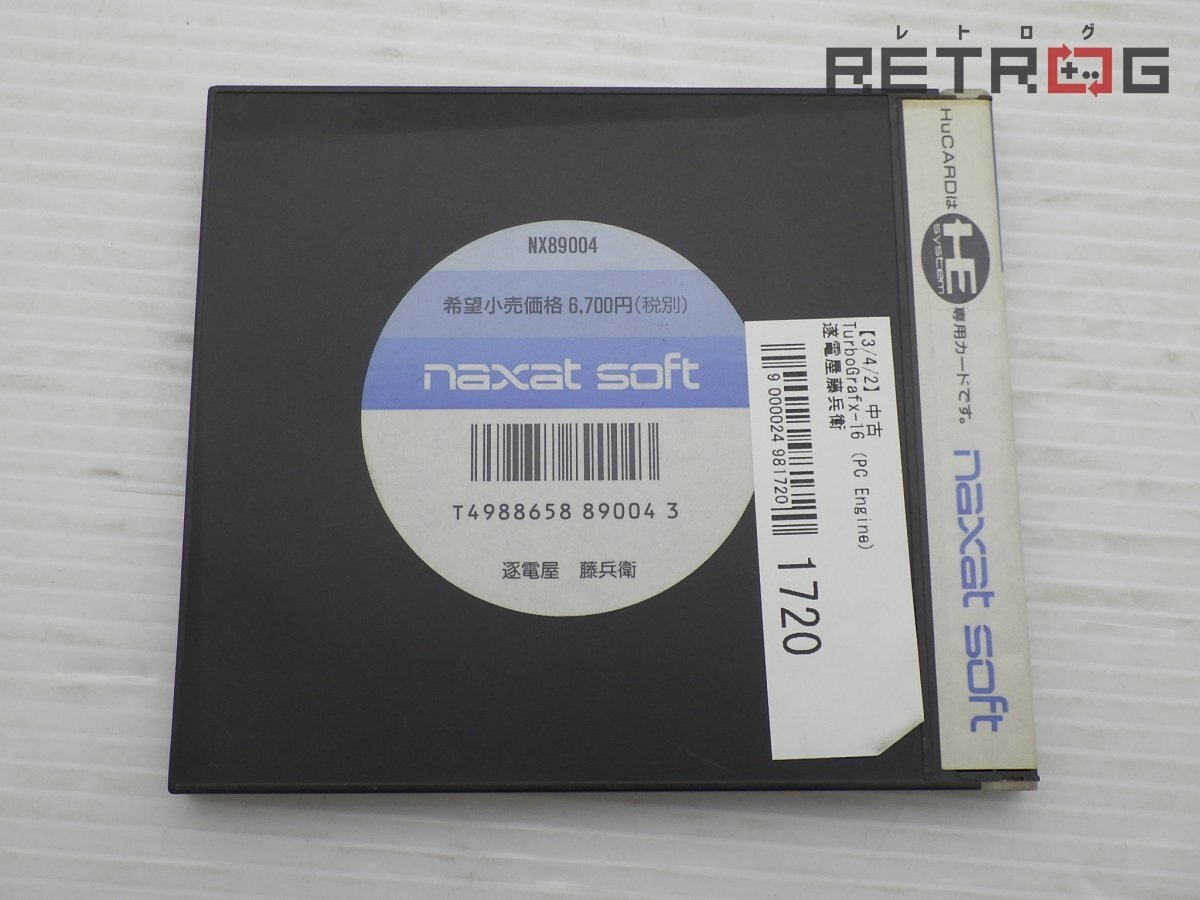 レトログ
RETROG
NX89004
希望小売価格 6,700円(税別)
naxat soft
T4988658 89004 3
逐電屋 藤兵衛
【3/4/2】 中古
TurboGrafx-16 (PC Engine)
逐電屋藤兵衛
9 000024 981720
1720
HuCARDは
HE
system
専用カードです。
naxat soft